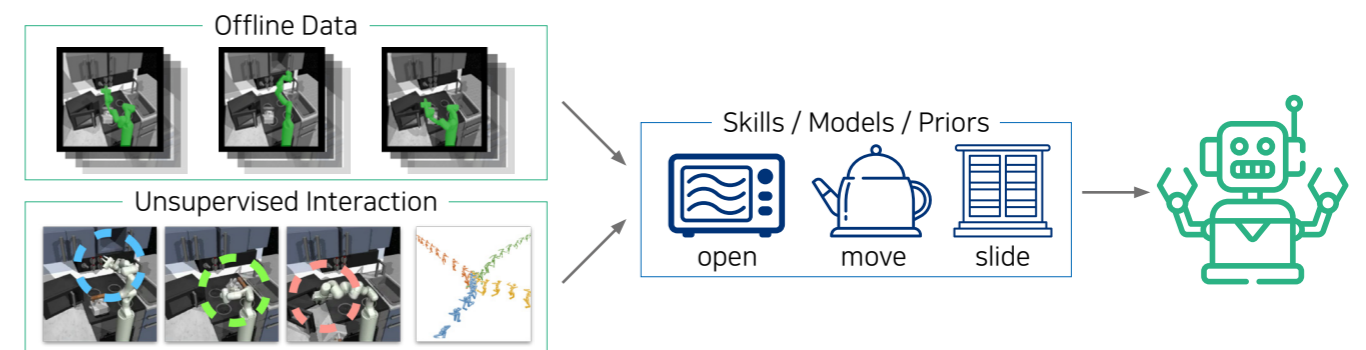 Offline Data
Unsupervised Interaction
Skills / Models / Priors
open
move
slide